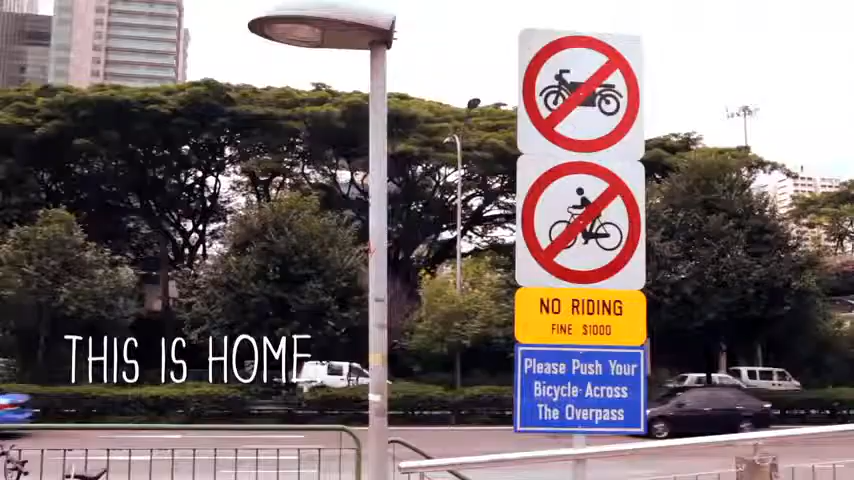 THIS IS HOME
NO RIDING
FINE $1000
Please Push Your
Bicycle Across
The Overpass